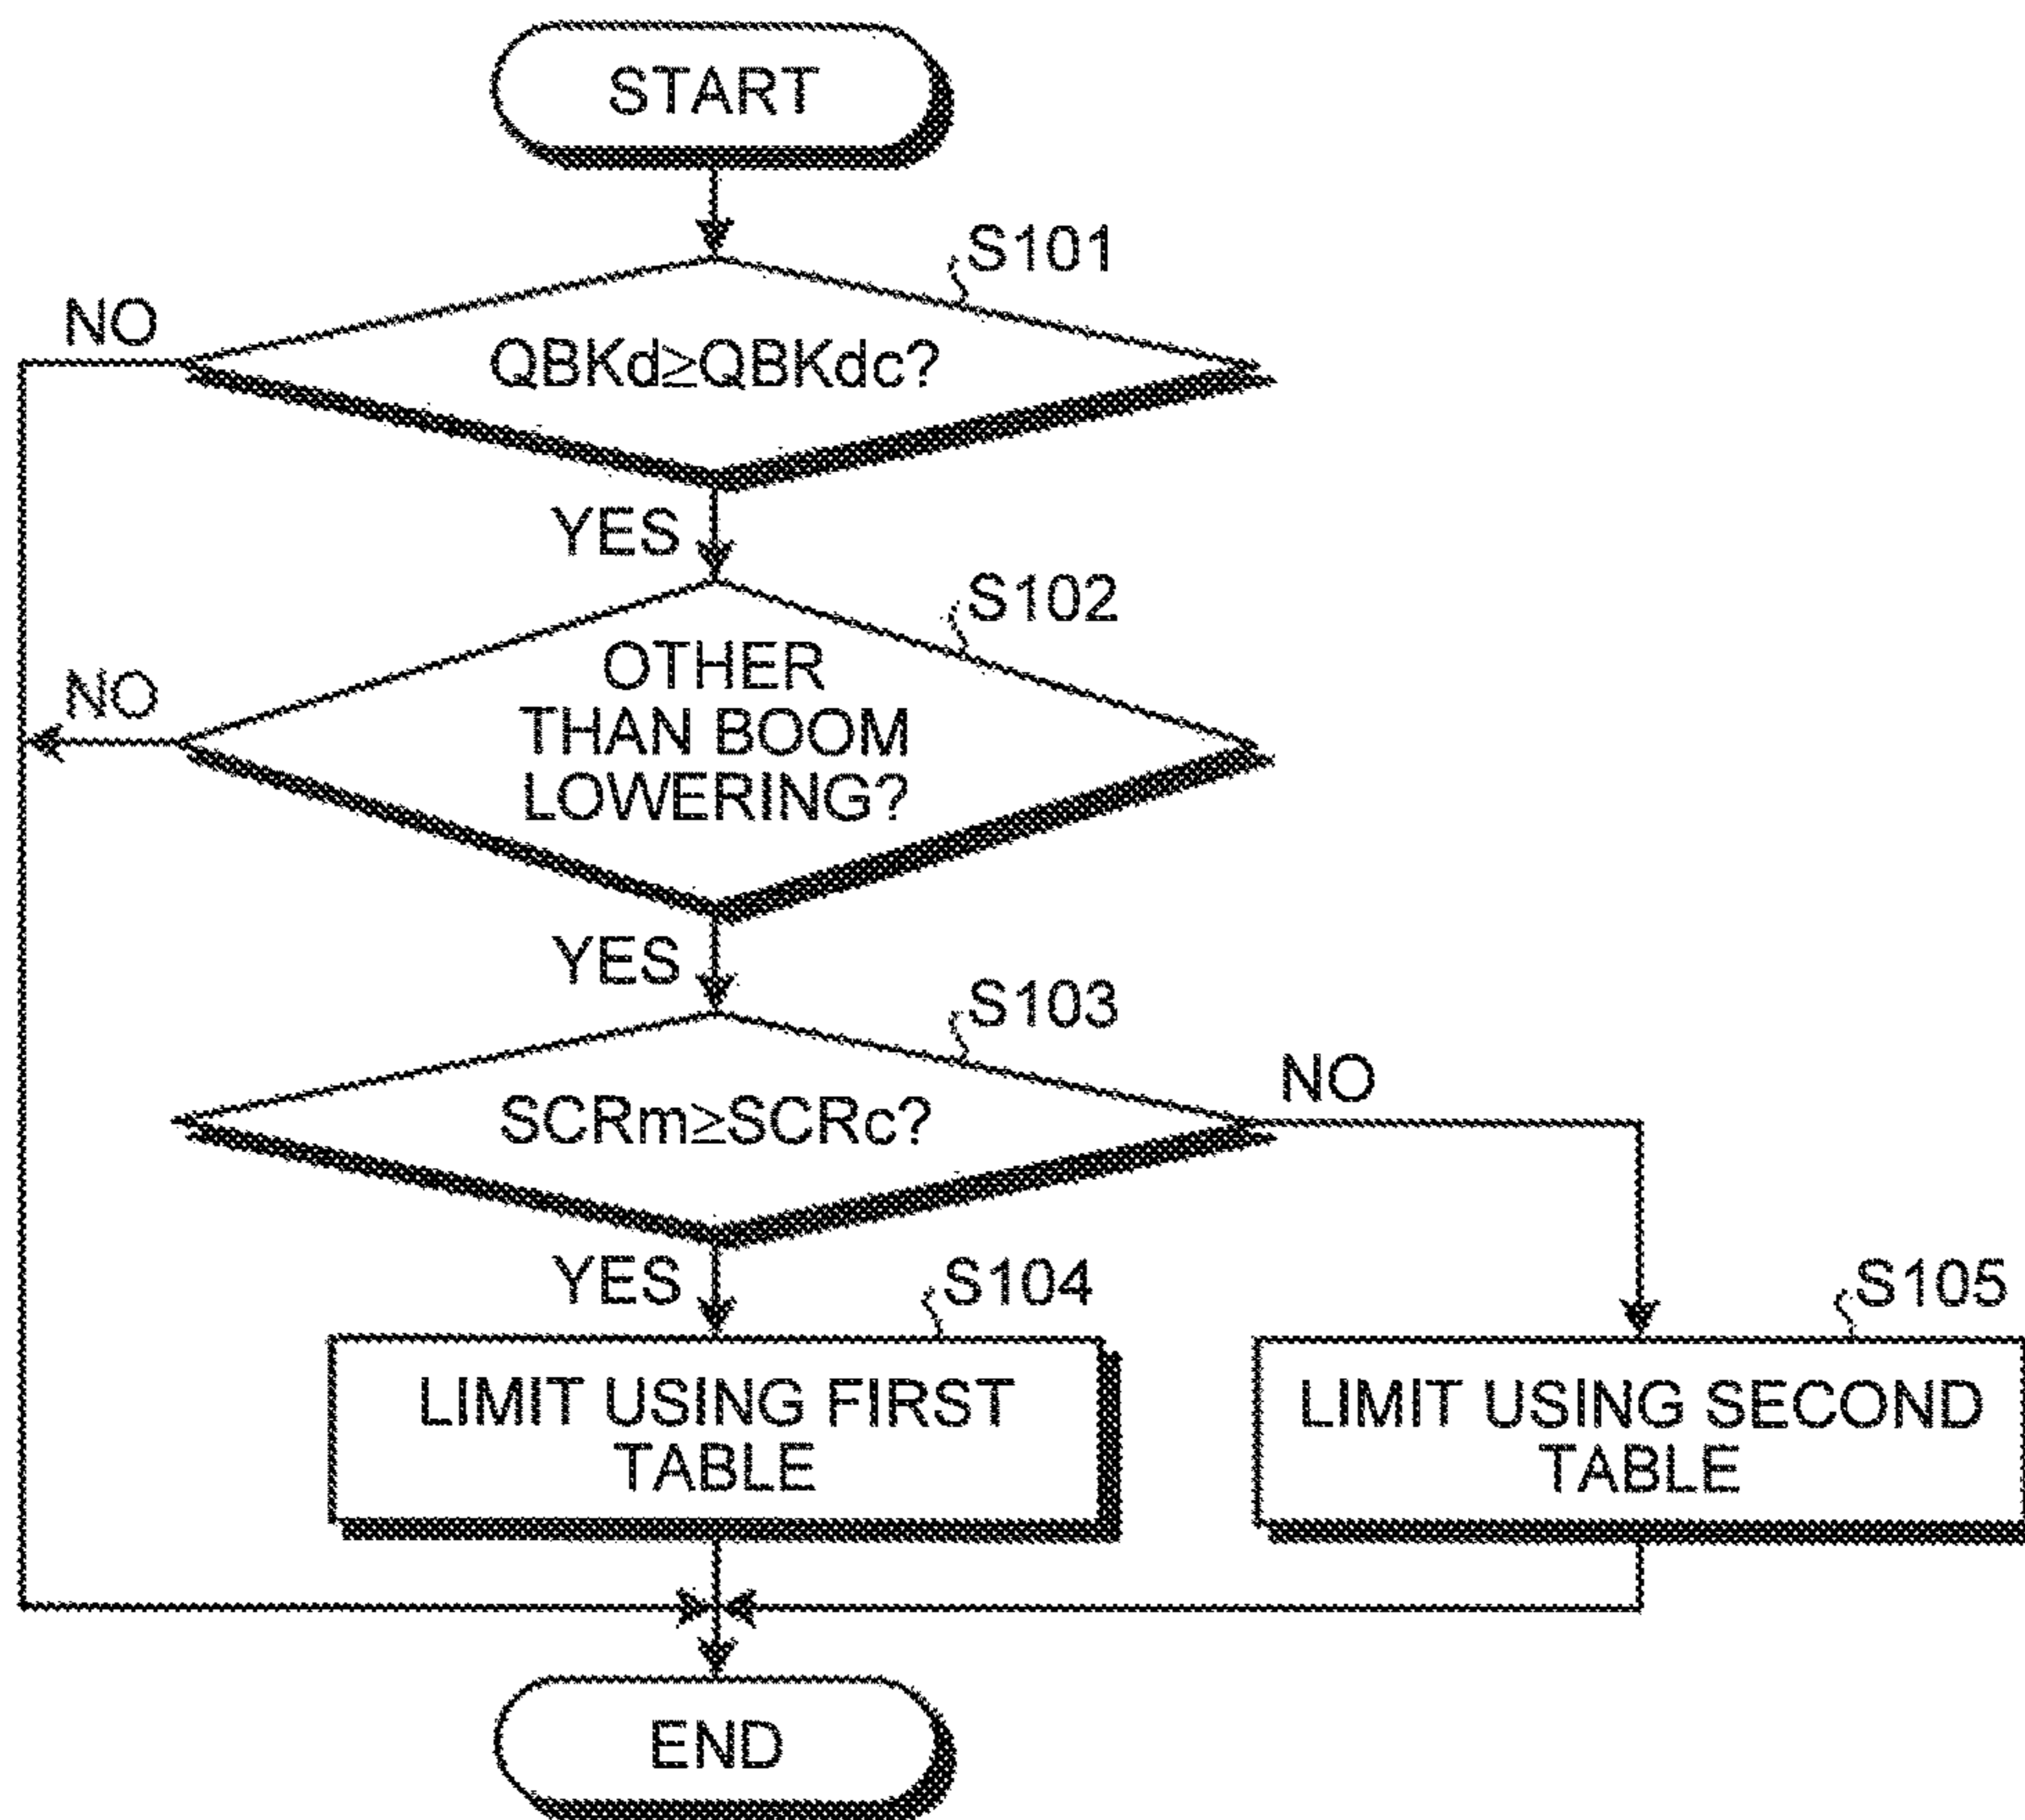 START
S101
NO
QBKd≥QBKdc?
YES
S102
OTHER
THAN BOOM
LOWERING?
NO
YES
S103
NO
SCRm≥SCRc?
YES
S104
S105
LIMIT USING FIRST
TABLE
LIMIT USING SECOND
TABLE
END